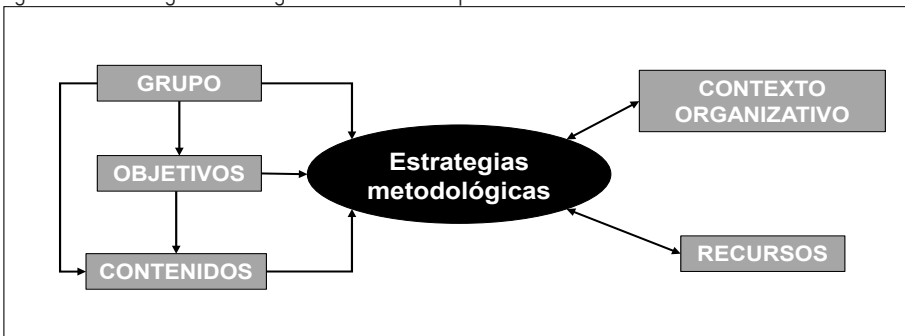 GRUPO
OBJETIVOS
CONTENIDOS
Estrategias
metodológicas
CONTEXTO
ORGANIZATIVO
RECURSOS